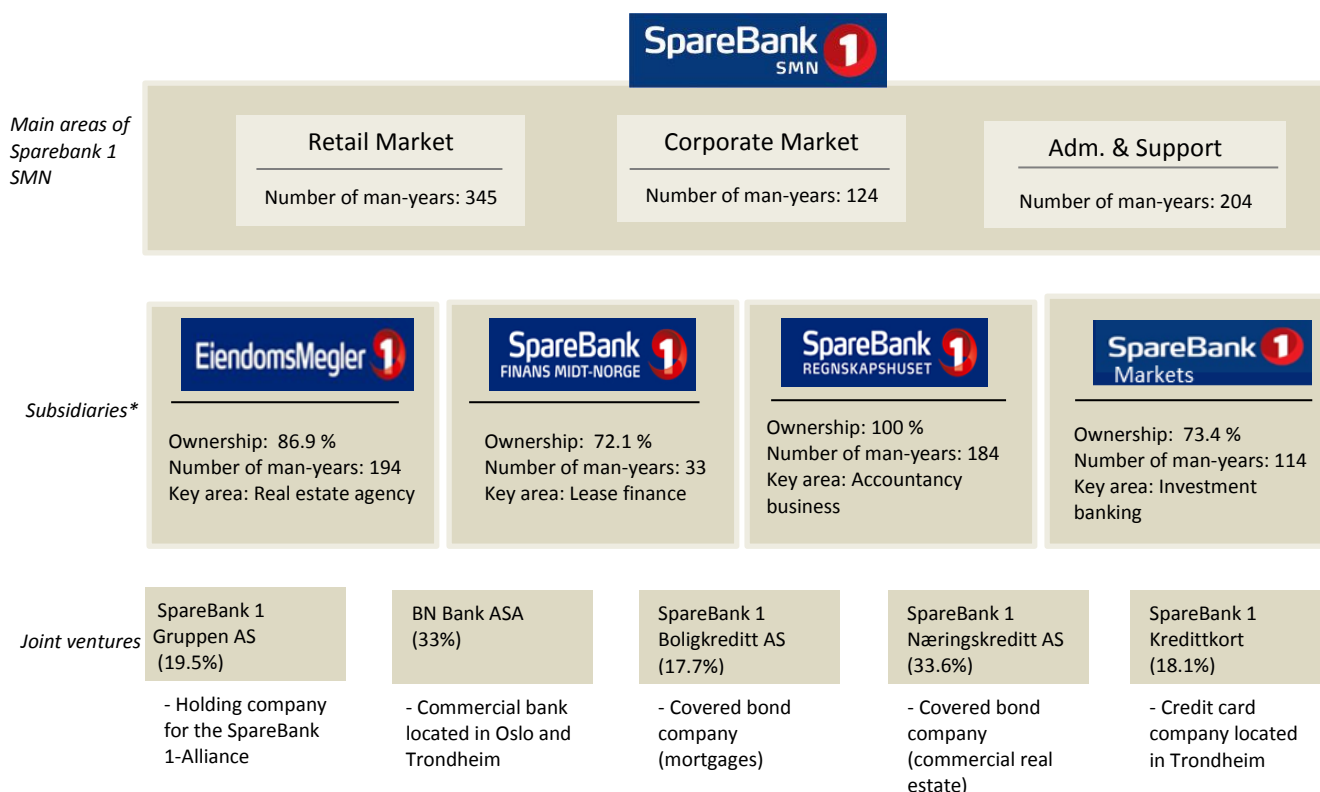 SpareBank 1
SMN
Main areas of
Sparebank 1
SMN
Retail Market
Number of man-years: 345
Corporate Market
Number of man-years: 124
Adm. & Support
Number of man-years: 204
Subsidiaries*
EiendomsMegler 1
Ownership:  86.9 %
Number of man-years: 194
Key area: Real estate agency
SpareBank 1
FINANS MIDT-NORGE
Ownership:  72.1 %
Number of man-years: 33
Key area: Lease finance
SpareBank 1
REGNSKAPSHUSET
Ownership: 100 %
Number of man-years: 184
Key area: Accountancy
business
SpareBank 1
Markets
Ownership:  73.4 %
Number of man-years: 114
Key area: Investment
banking
Joint ventures
SpareBank 1
Gruppen AS
(19.5%)
- Holding company
for the SpareBank
1-Alliance
BN Bank ASA
(33%)
- Commercial bank
located in Oslo and
Trondheim
SpareBank 1
Boligkreditt AS
(17.7%)
- Covered bond
company
(mortgages)
SpareBank 1
Næringskreditt AS
(33.6%)
- Covered bond
company
(commercial real
estate)
SpareBank 1
Kredittkort
(18.1%)
- Credit card
company located
in Trondheim